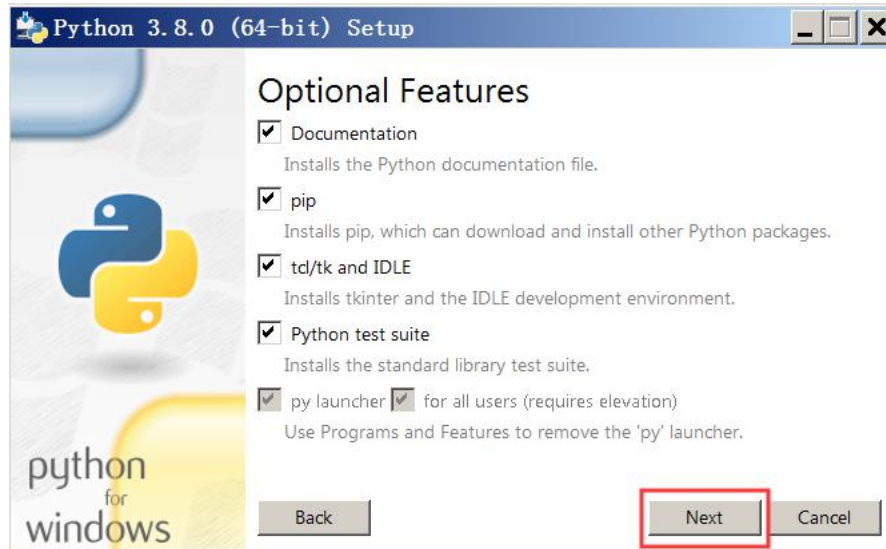 Python 3.8.0 (64-bit) Setup
Optional Features
Documentation
Installs the Python documentation file.
pip
Installs pip, which can download and install other Python packages.
tcl/tk and IDLE
Installs tkinter and the IDLE development environment.
Python test suite
Installs the standard library test suite.
py launcher for all users (requires elevation)
Use Programs and Features to remove the 'py' launcher.
python
for
windows
Back Next Cancel